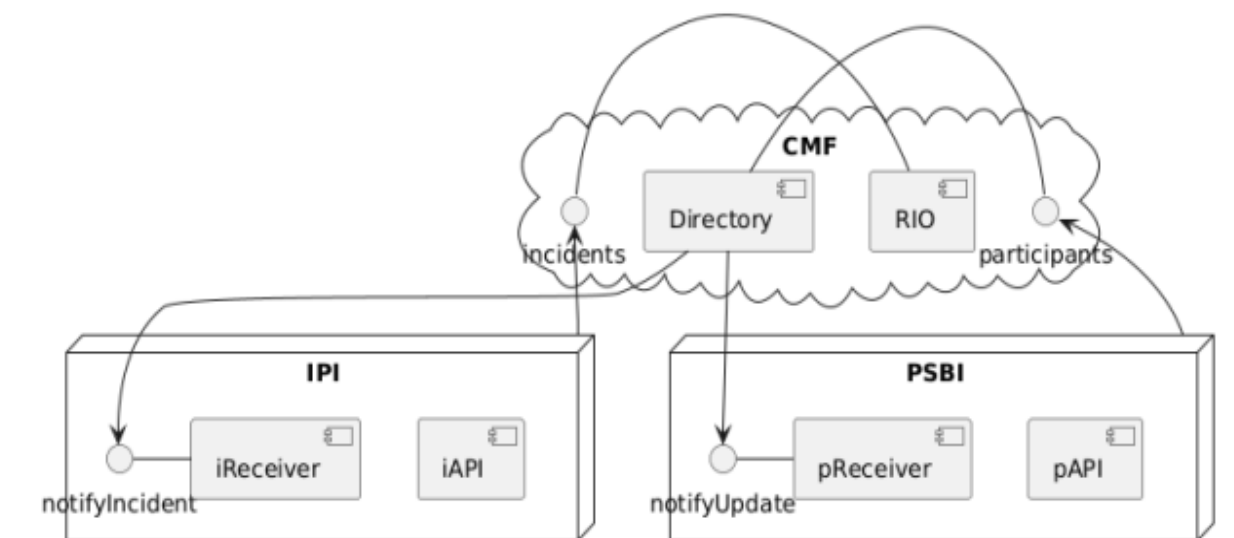 CMF
Directory
RIO
incidents
participants
IPI
PSBI
iReceiver
iAPI
pReceiver
pAPI
notifyIncident
notifyUpdate